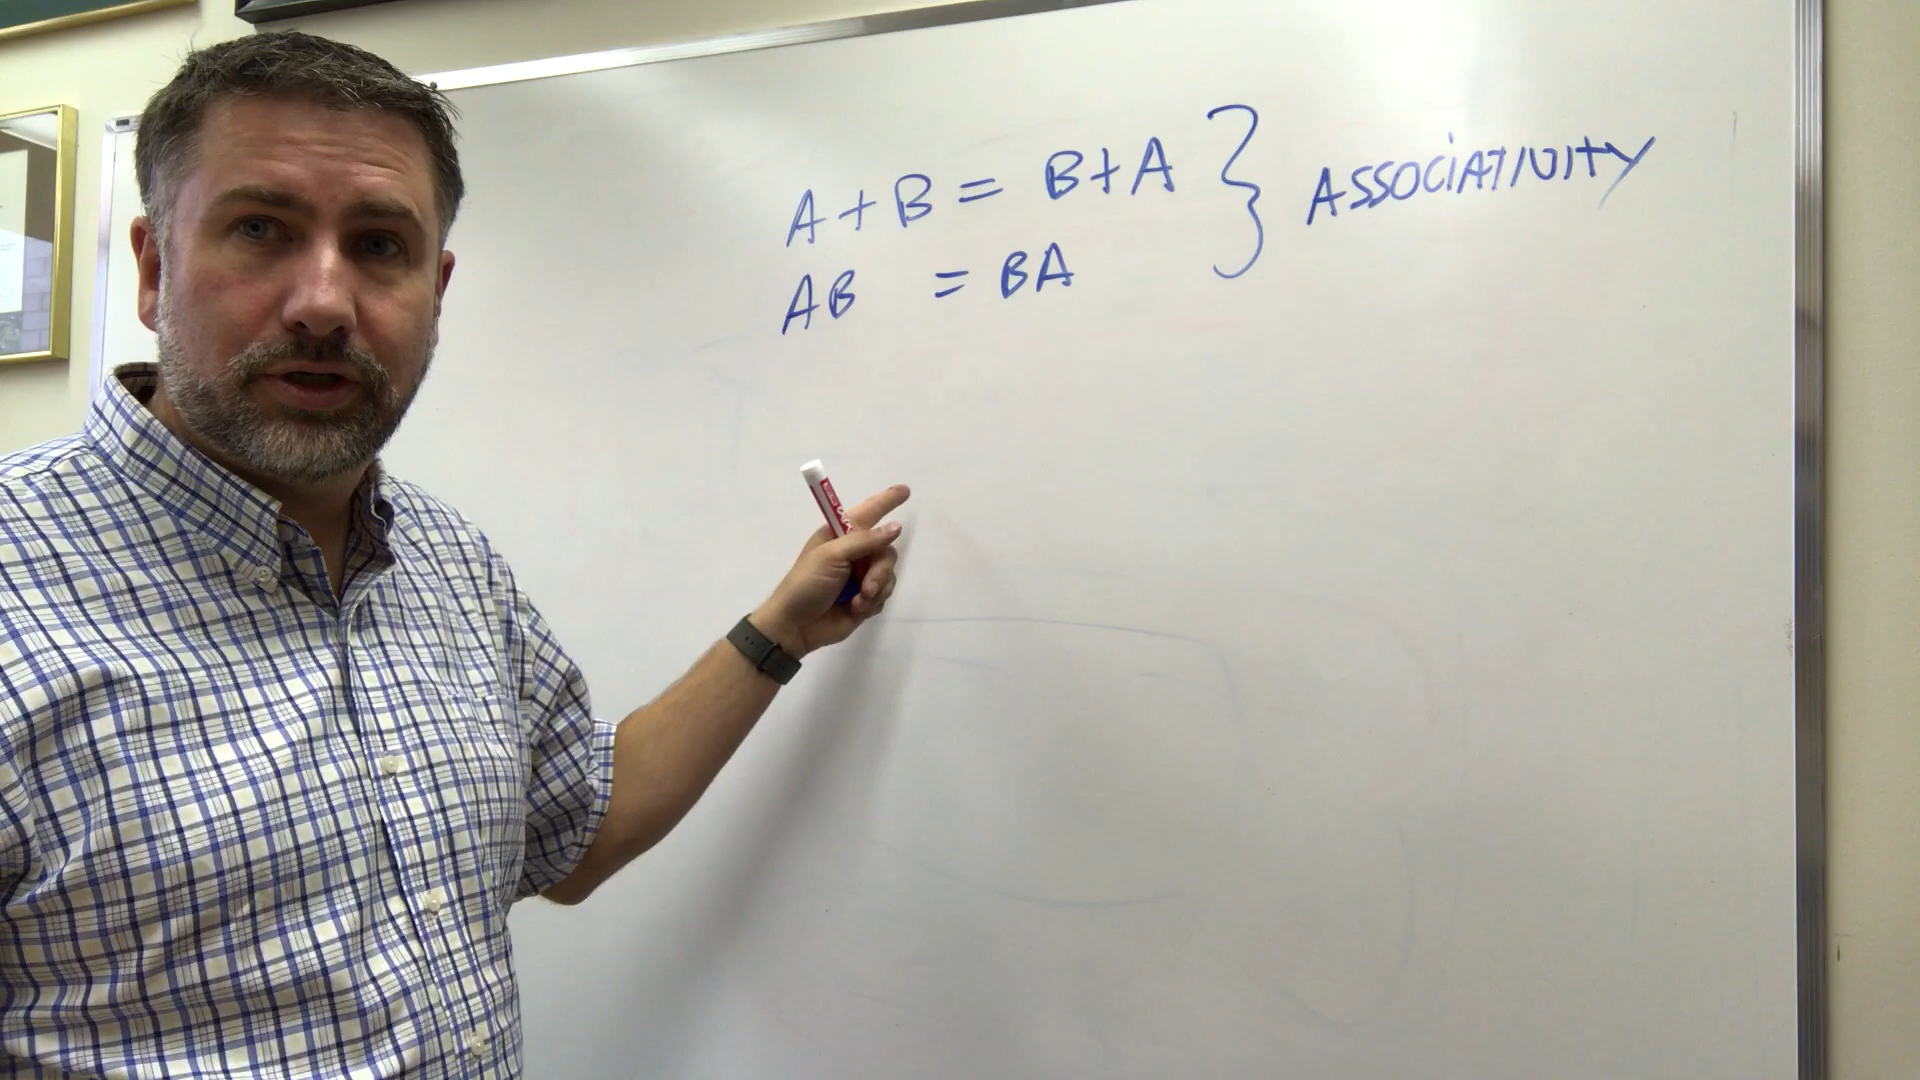 A + B = B + A } ASSOCIATIVITY
AB = BA